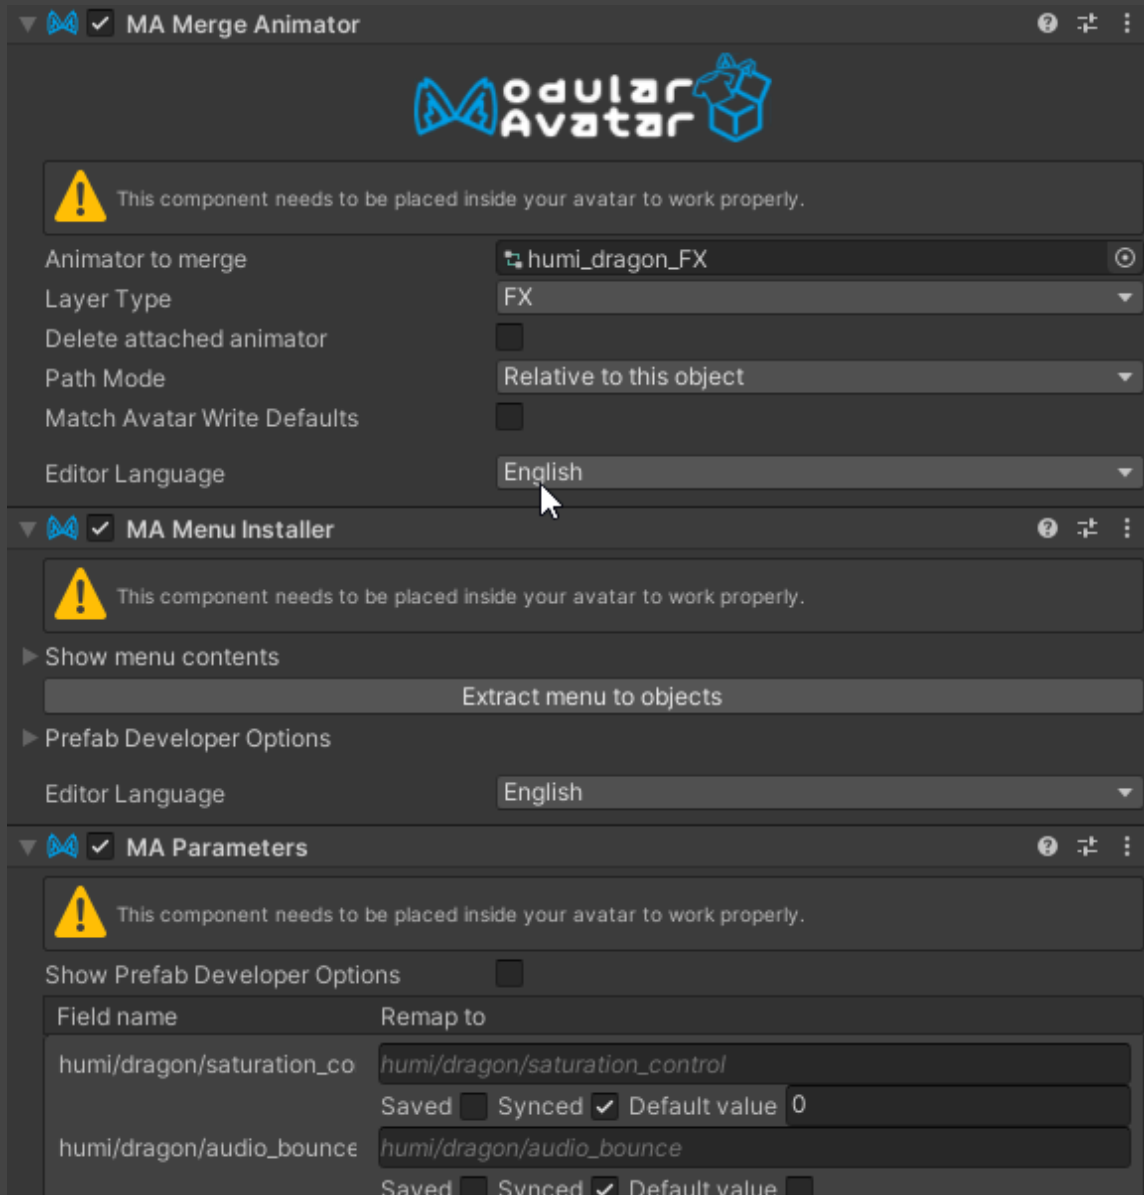 MA Merge Animator
Modular
Avatar
This component needs to be placed inside your avatar to work properly.
Animator to merge humi_dragon_FX
Layer Type FX
Delete attached animator
Path Mode Relative to this object
Match Avatar Write Defaults
Editor Language English
MA Menu Installer
This component needs to be placed inside your avatar to work properly.
Show menu contents
Extract menu to objects
Prefab Developer Options
Editor Language English
MA Parameters
This component needs to be placed inside your avatar to work properly.
Show Prefab Developer Options
Field name Remap to
humi/dragon/saturation_co humi/dragon/saturation_control
Saved Synced Default value 0
humi/dragon/audio_bounce humi/dragon/audio_bounce
Saved Synced Default value